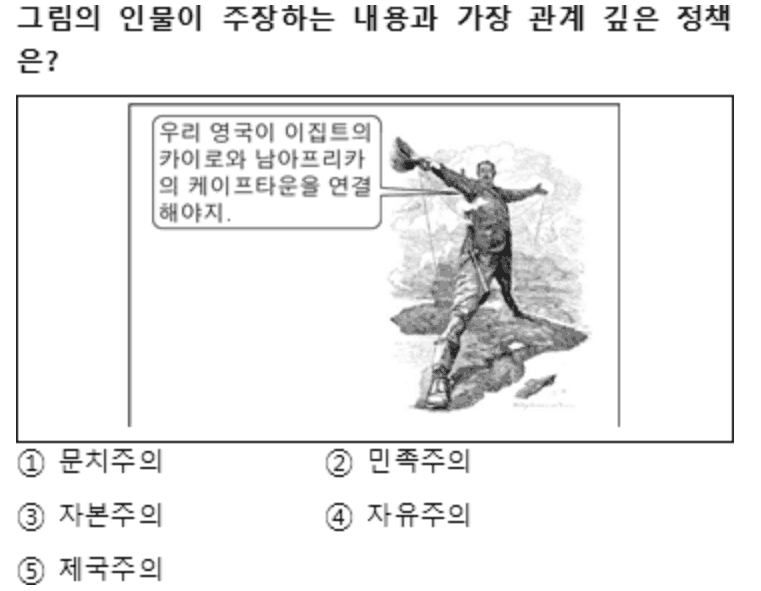 그림의 인물이 주장하는 내용과 가장 관계 깊은 정책
은?
우리 영국이 이집트의
카이로와 남아프리카
의 케이프타운을 연결
해야지.
① 문치주의
② 민족주의
③ 자본주의
④ 자유주의
⑤ 제국주의